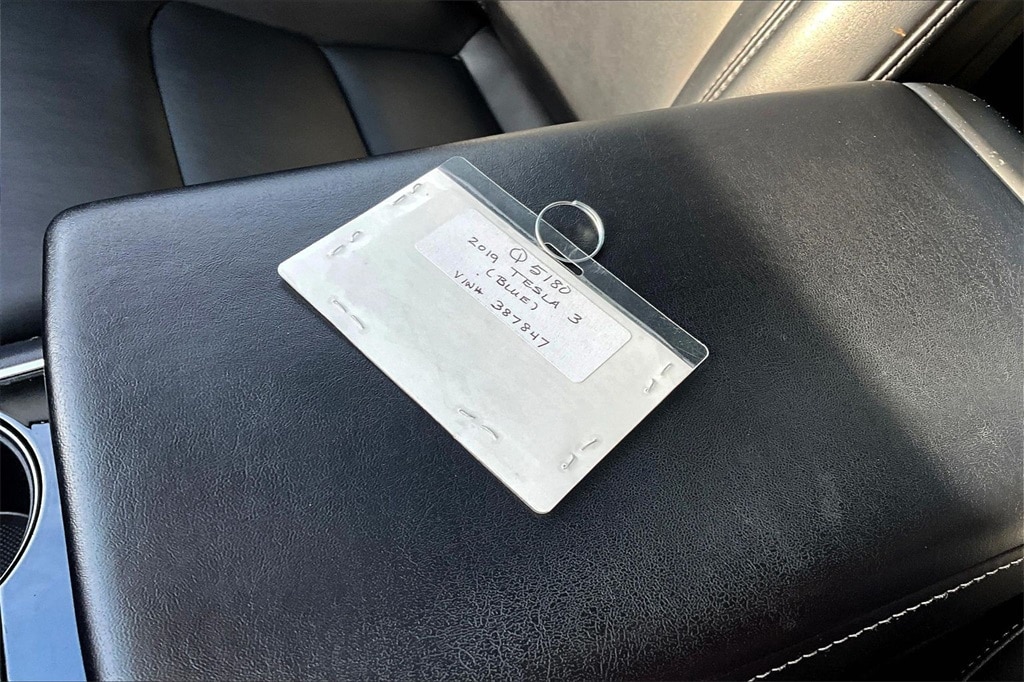 Q5180
2019 TESLA 3
(BLUE)
VIN# 387847